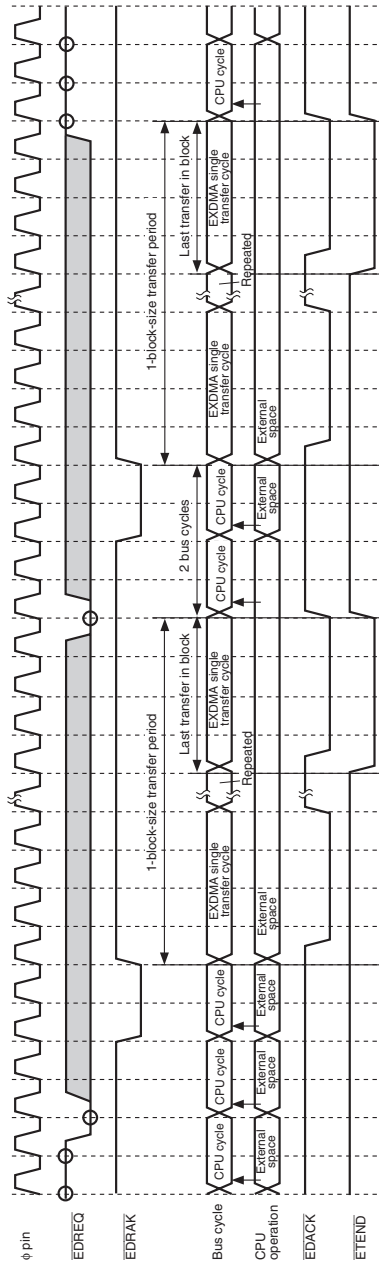 φ pin
EDREQ
EDRAK
1-block-size transfer period
2 bus cycles
1-block-size transfer period
Last transfer in block
Last transfer in block
Bus cycle
CPU cycle
CPU cycle
CPU cycle
EXDMA single
transfer cycle
Repeated
EXDMA single
transfer cycle
CPU cycle
CPU cycle
EXDMA single
transfer cycle
Repeated
EXDMA single
transfer cycle
CPU cycle
CPU
operation
External
space
External
space
External
space
External
space
External
space
External
space
EDACK
ETEND